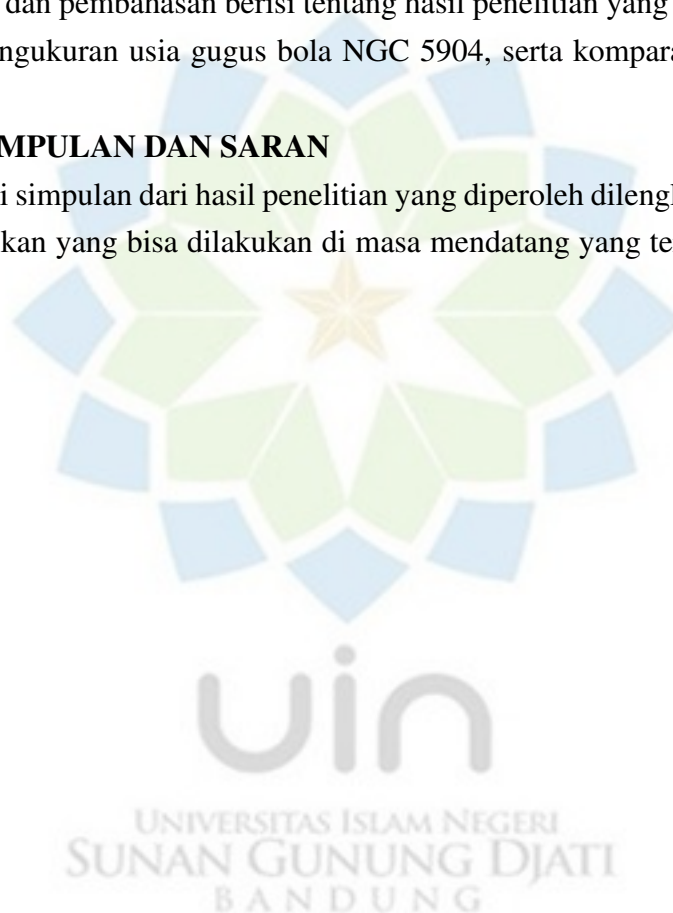 dan pembahasan berisi tentang hasil penelitian yang
ngukuran usia gugus bola NGC 5904, serta kompara
MPULAN DAN SARAN
i simpulan dari hasil penelitian yang diperoleh dilengk
kan yang bisa dilakukan di masa mendatang yang te
uin
UNIVERSITAS ISLAM NEGERI
SUNAN GUNUNG DJATI
BANDUNG